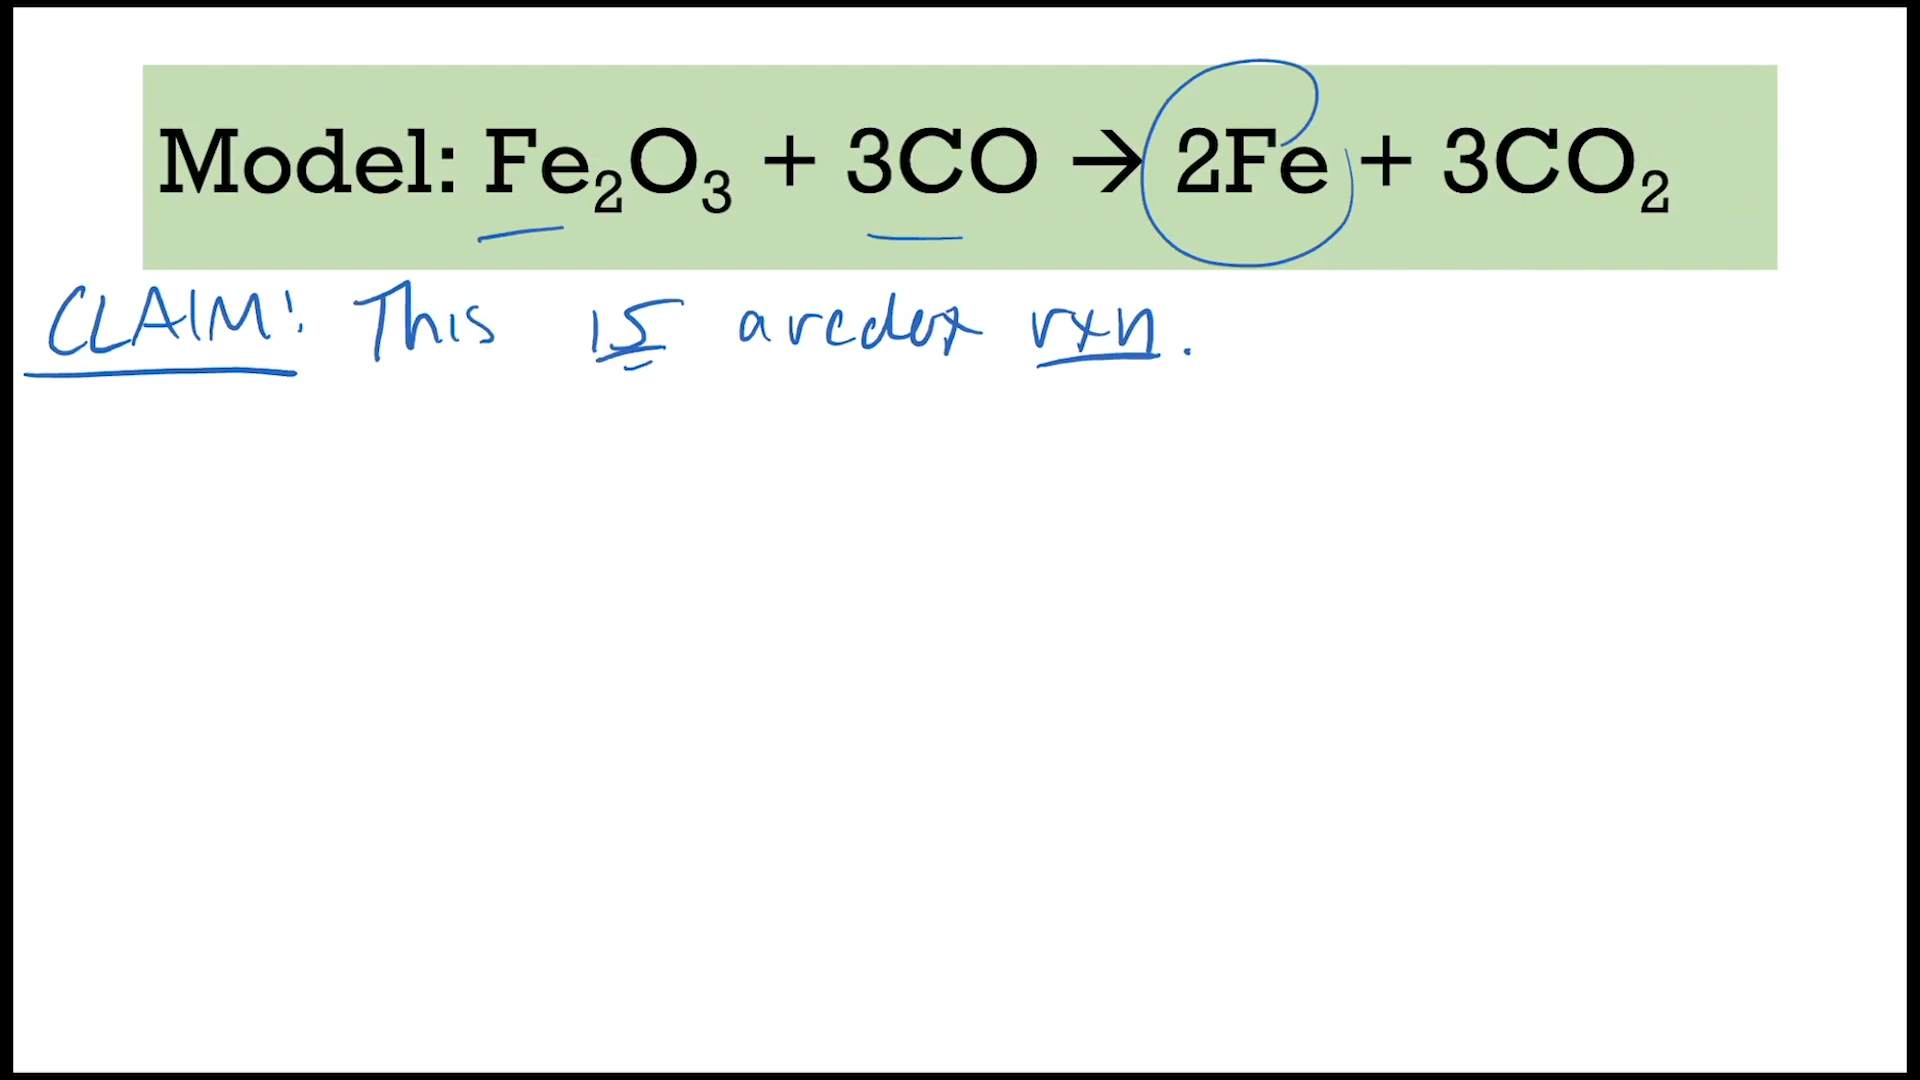 Model: Fe₂O₃ + 3CO → 2Fe + 3CO₂
CLAIM: This is a redox rxn.